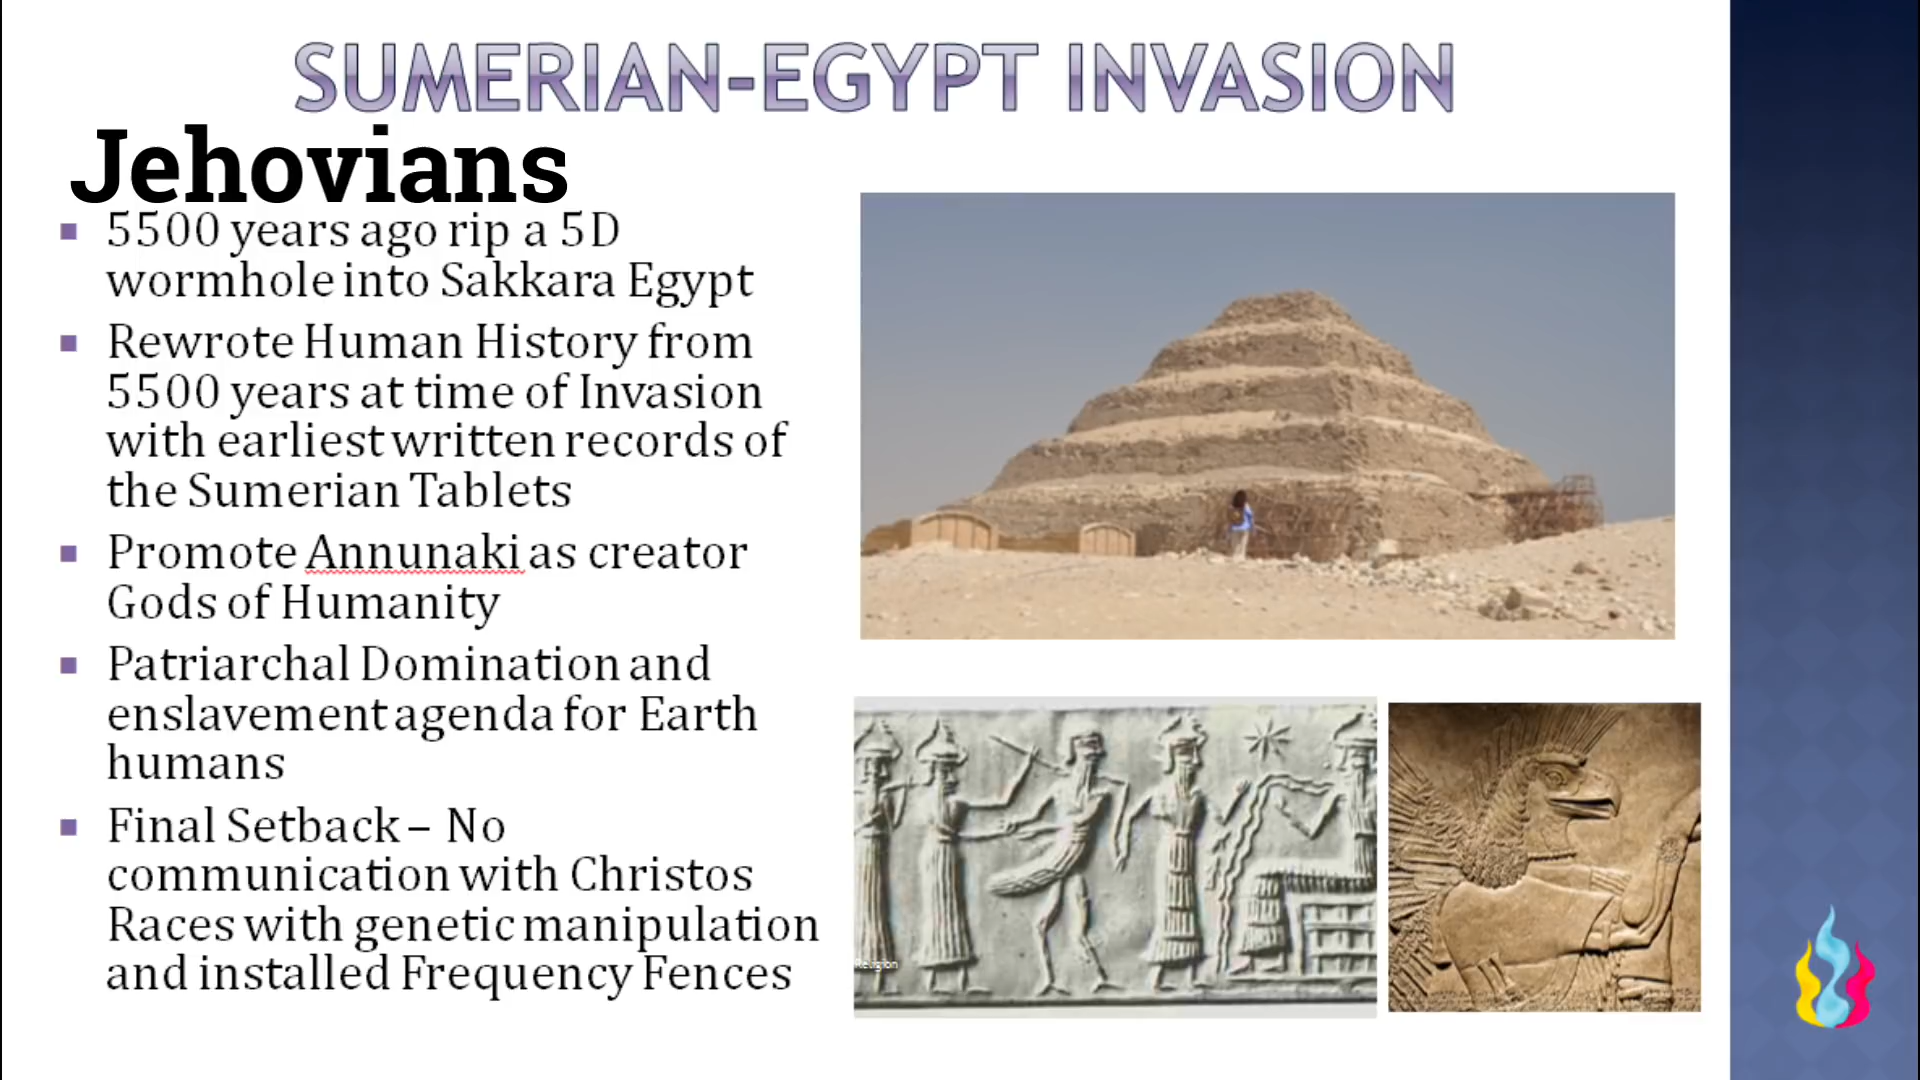 SUMERIAN-EGYPT INVASION
Jehovians
5500 years ago rip a 5D
wormhole into Sakkara Egypt
Rewrote Human History from
5500 years at time of Invasion
with earliest written records of
the Sumerian Tablets
Promote Annunaki as creator
Gods of Humanity
Patriarchal Domination and
enslavement agenda for Earth
humans
Final Setback – No
communication with Christos
Races with genetic manipulation
and installed Frequency Fences
Religion